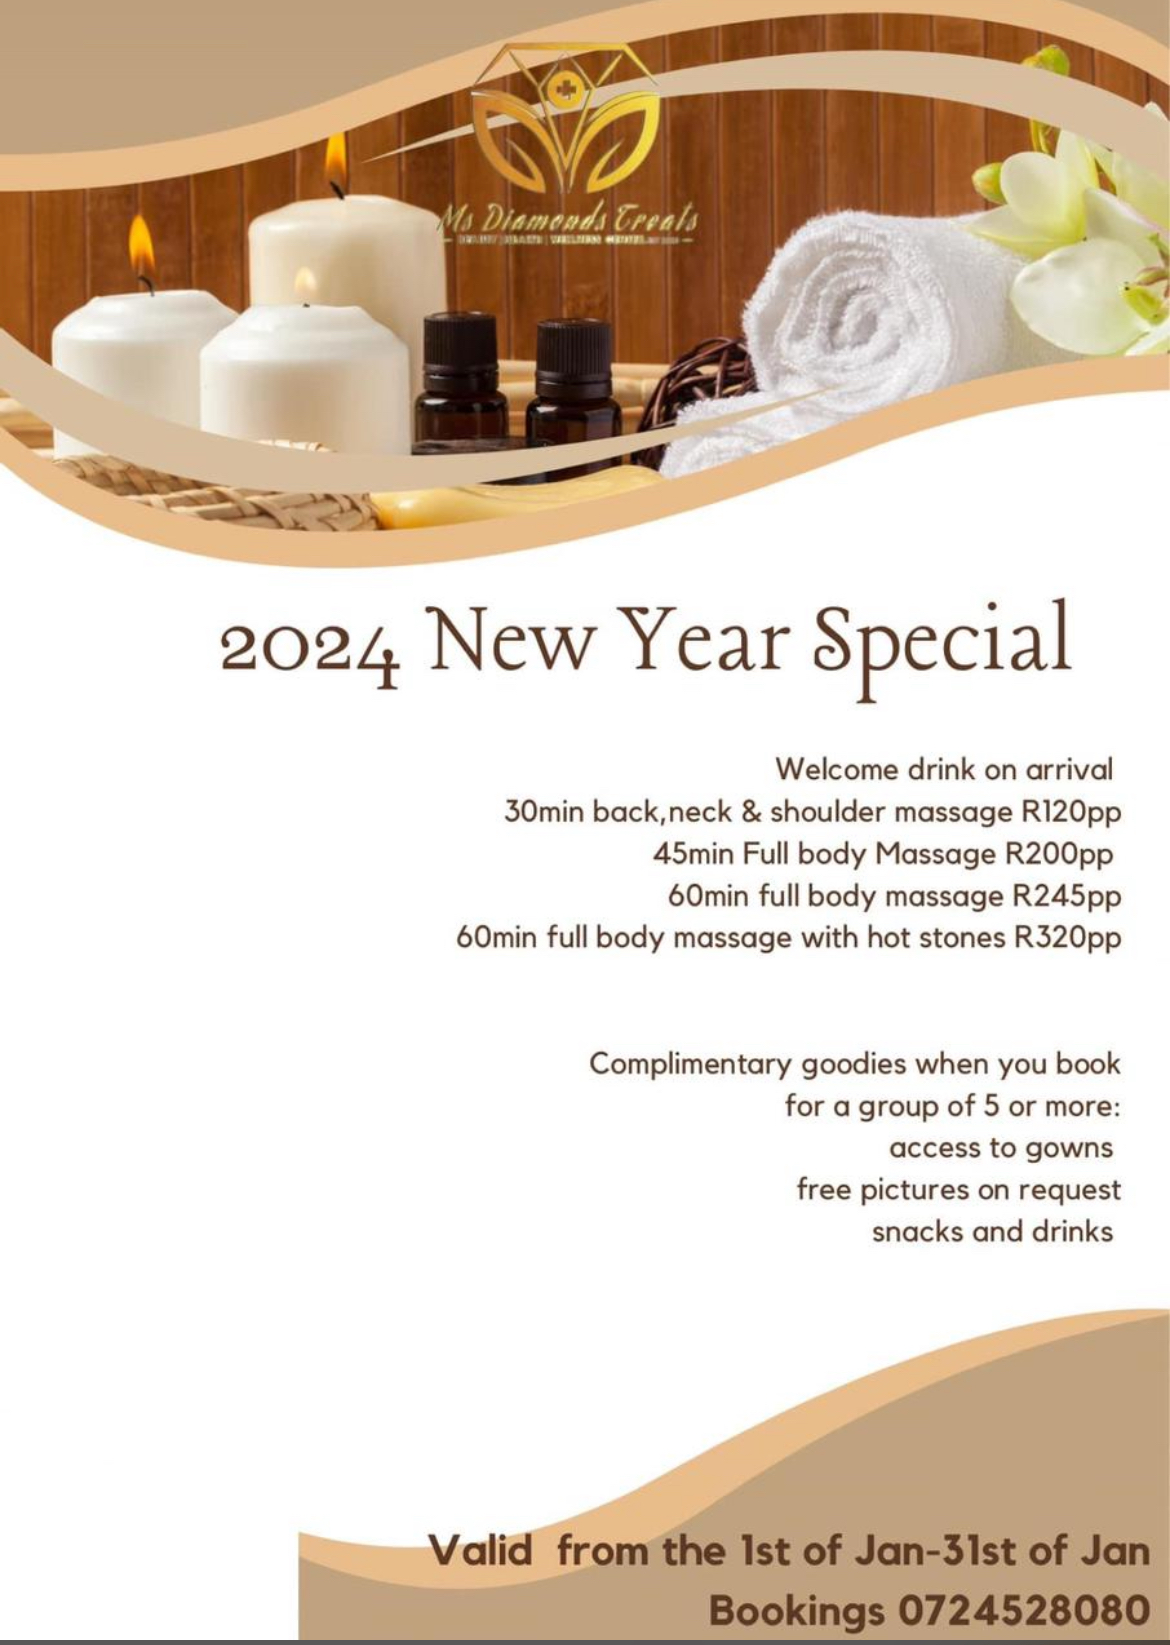 Ms Diamonds Treats
2024 New Year Special
Welcome drink on arrival
30min back,neck & shoulder massage R120pp
45min Full body Massage R200pp
60min full body massage R245pp
60min full body massage with hot stones R320pp
Complimentary goodies when you book
for a group of 5 or more:
access to gowns
free pictures on request
snacks and drinks
Valid from the 1st of Jan-31st of Jan
Bookings 0724528080